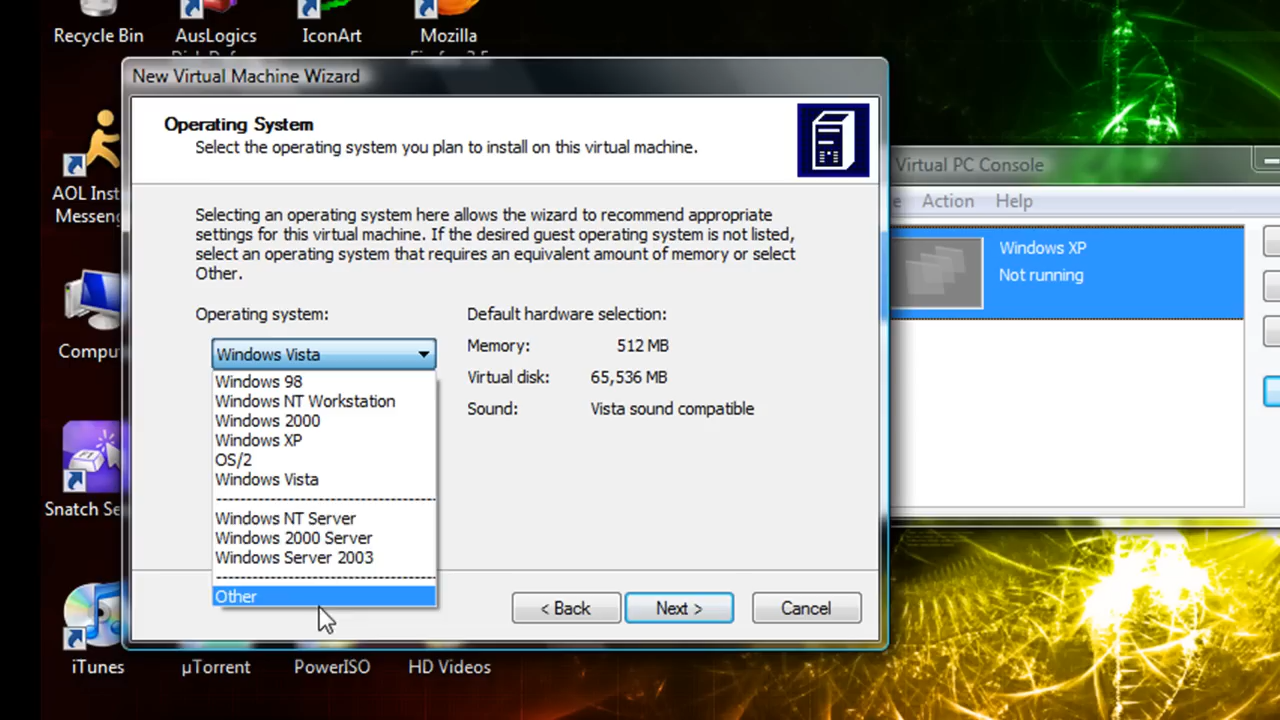 Recycle Bin
AusLogics
IconArt
Mozilla
New Virtual Machine Wizard
Operating System
Select the operating system you plan to install on this virtual machine.
Selecting an operating system here allows the wizard to recommend appropriate
settings for this virtual machine. If the desired guest operating system is not listed,
select an operating system that requires an equivalent amount of memory or select
Other.
Operating system:
Windows Vista
Windows 98
Windows NT Workstation
Windows 2000
Windows XP
OS/2
Windows Vista
Windows NT Server
Windows 2000 Server
Windows Server 2003
Other
Default hardware selection:
Memory: 512 MB
Virtual disk: 65,536 MB
Sound: Vista sound compatible
< Back
Next >
Cancel
Virtual PC Console
Action
Help
Windows XP
Not running
AOL Inst
Messeng
Comput
Snatch Se
iTunes
µTorrent
PowerISO
HD Videos